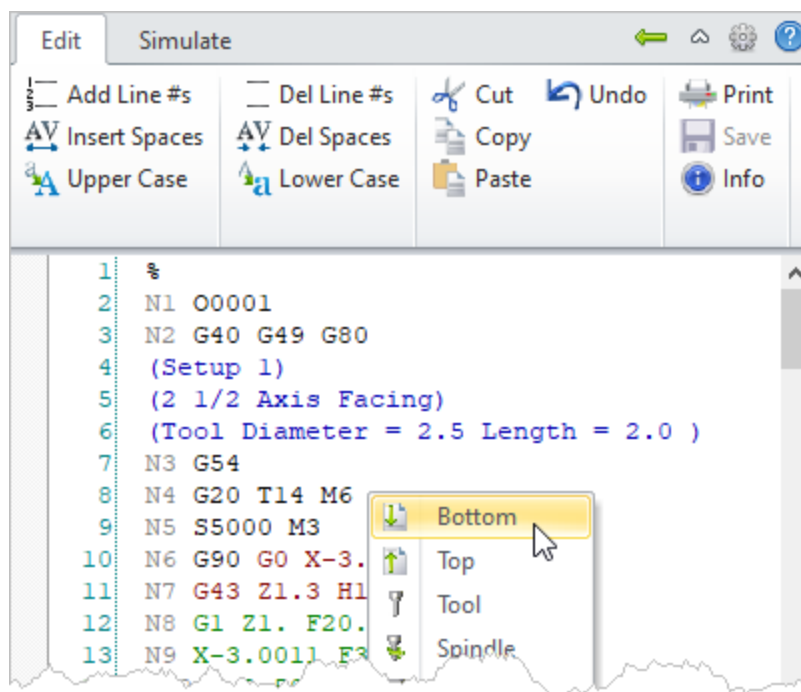 Edit Simulate
Add Line #s Del Line #s Cut Undo Print
Insert Spaces Del Spaces Copy Save
Upper Case Lower Case Paste Info
1 %
2 N1 O0001
3 N2 G40 G49 G80
4 (Setup 1)
5 (2 1/2 Axis Facing)
6 (Tool Diameter = 2.5 Length = 2.0 )
7 N3 G54
8 N4 G20 T14 M6
9 N5 S5000 M3
10 N6 G90 G0 X-3.
11 N7 G43 Z1.3 H1
12 N8 G1 Z1. F20.
13 N9 X-3.0011 F3
Bottom
Top
Tool
Spindle